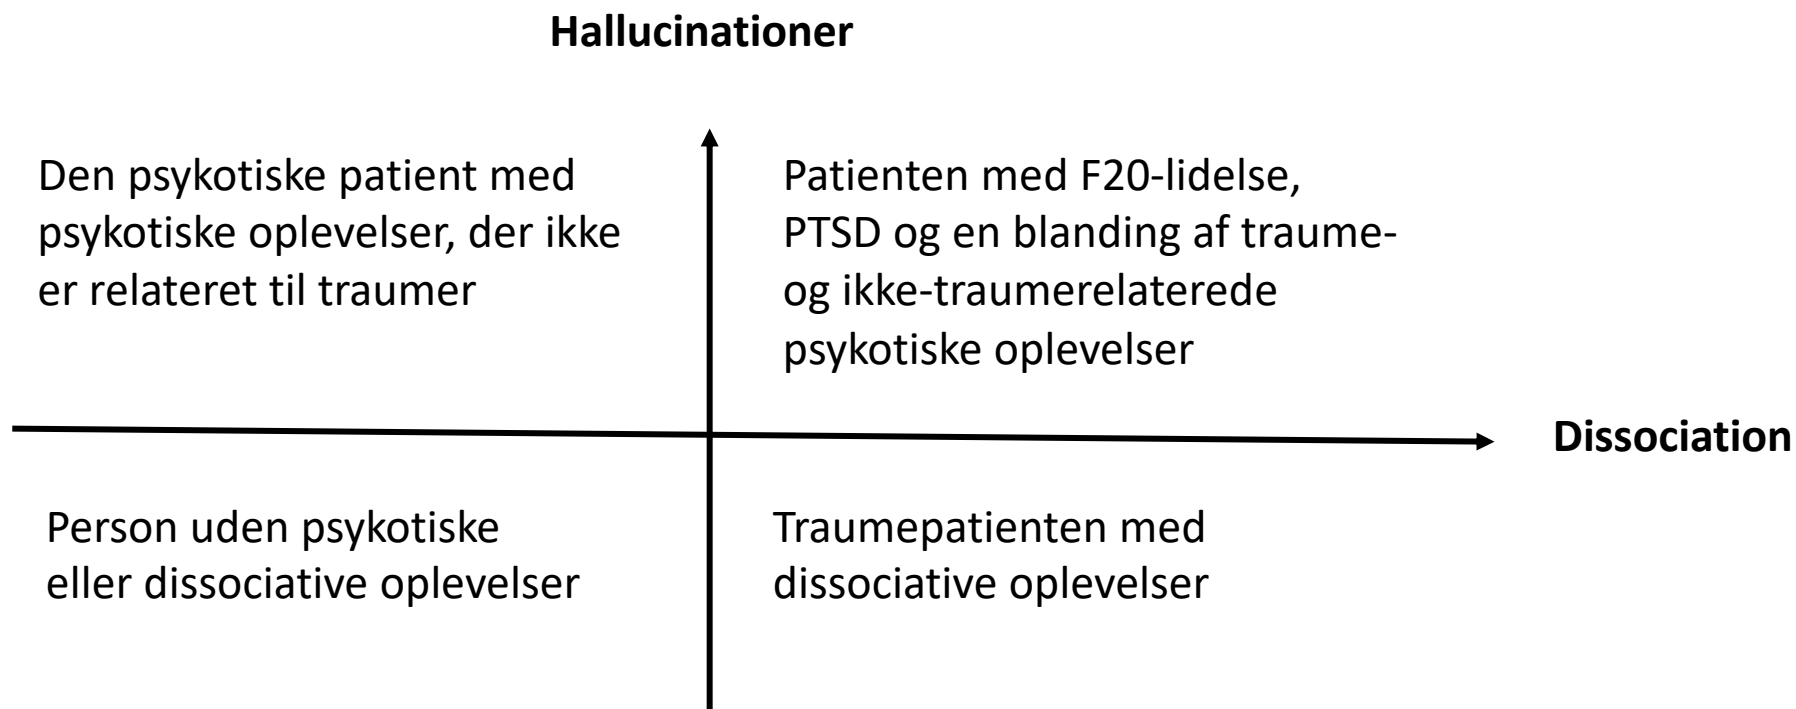 Hallucinationer
Den psykotiske patient med
psykotiske oplevelser, der ikke
er relateret til traumer
Patienten med F20-lidelse,
PTSD og en blanding af traume-
og ikke-traumerelaterede
psykotiske oplevelser
Dissociation
Person uden psykotiske
eller dissociative oplevelser
Traumepatienten med
dissociative oplevelser